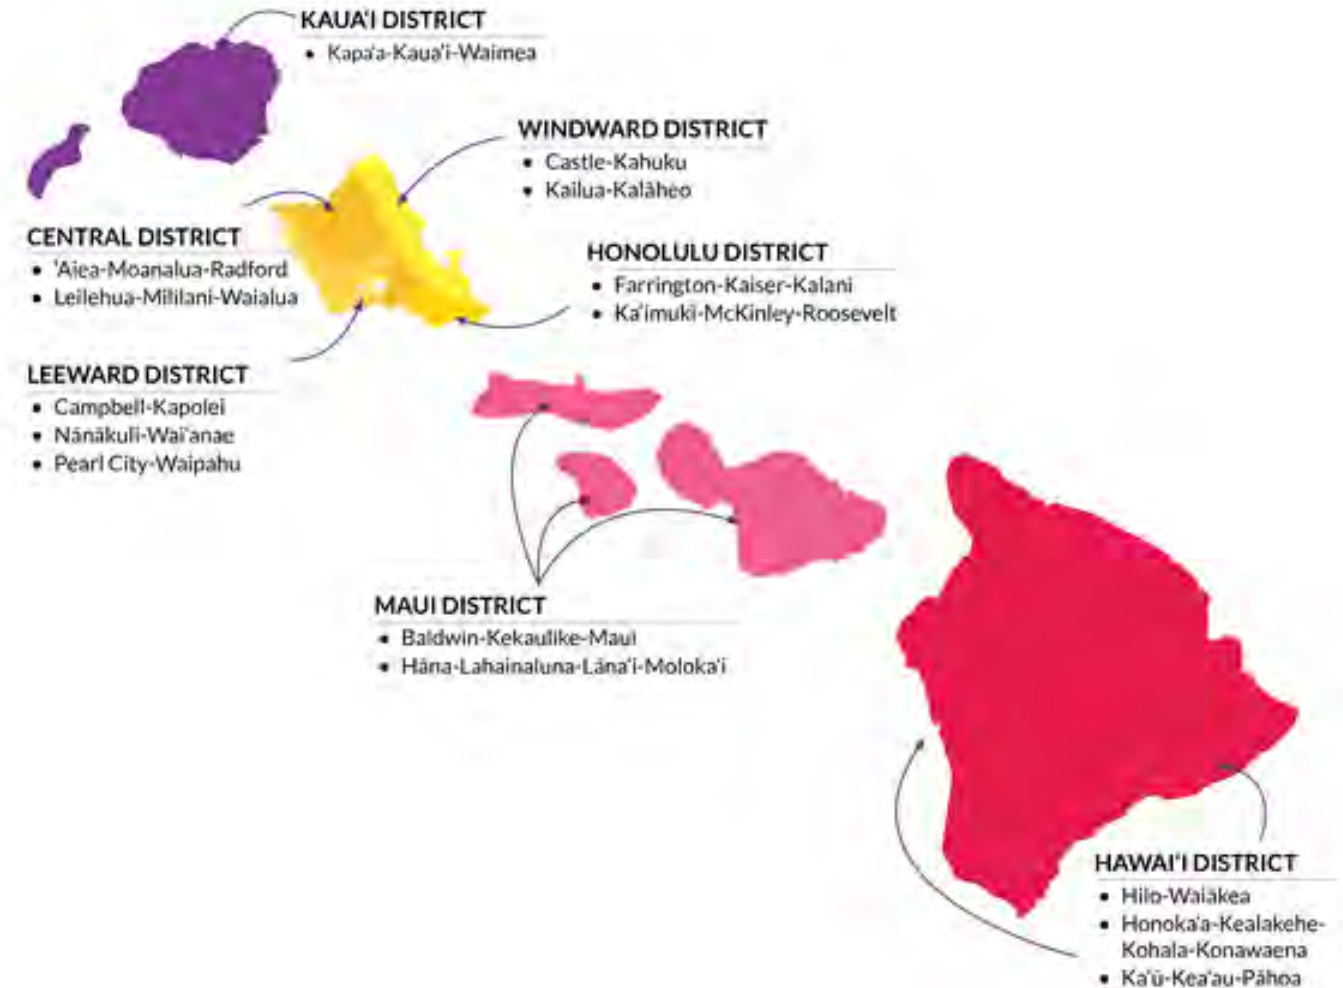 KAUA'I DISTRICT
• Kapa'a-Kaua'i-Waimea
WINDWARD DISTRICT
• Castle-Kahuku
• Kailua-Kalāheo
CENTRAL DISTRICT
• 'Aiea-Moanalua-Radford
• Leilehua-Mililani-Waialua
HONOLULU DISTRICT
• Farrington-Kaiser-Kalani
• Ka'imuki-McKinley-Roosevelt
LEEWARD DISTRICT
• Campbell-Kapolei
• Nānākuli-Wai'anae
• Pearl City-Waipahu
MAUI DISTRICT
• Baldwin-Kekaulike-Maui
• Hāna-Lahainaluna-Lāna'i-Moloka'i
HAWAI'I DISTRICT
• Hilo-Waiākea
• Honoka'a-Kealakehe-
Kohala-Konawaena
• Ka'ū-Kea'au-Pāhoa